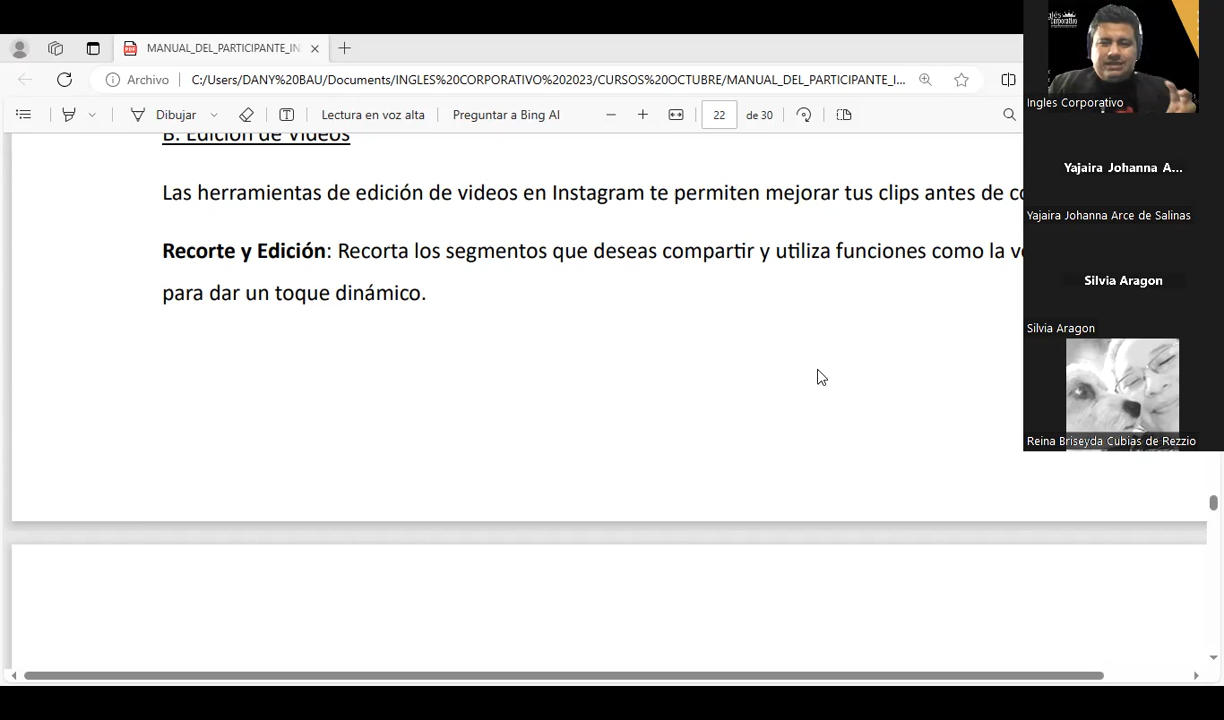 MANUAL_DEL_PARTICIPANTE_IN
Archivo
C:/Users/DANY%20BAU/Documents/INGLES%20CORPORATIVO%202023/CURSOS%20OCTUBRE/MANUAL_DEL_PARTICIPANTE_I...
Dibujar
Lectura en voz alta
Preguntar a Bing AI
22
de 30
B. Edición de Videos
Las herramientas de edición de videos en Instagram te permiten mejorar tus clips antes de co
Recorte y Edición: Recorta los segmentos que deseas compartir y utiliza funciones como la ve
para dar un toque dinámico.
Ingles Corporativo
Yajaira Johanna A...
Yajaira Johanna Arce de Salinas
Silvia Aragon
Silvia Aragon
Reina Briseyda Cubias de Rezzio